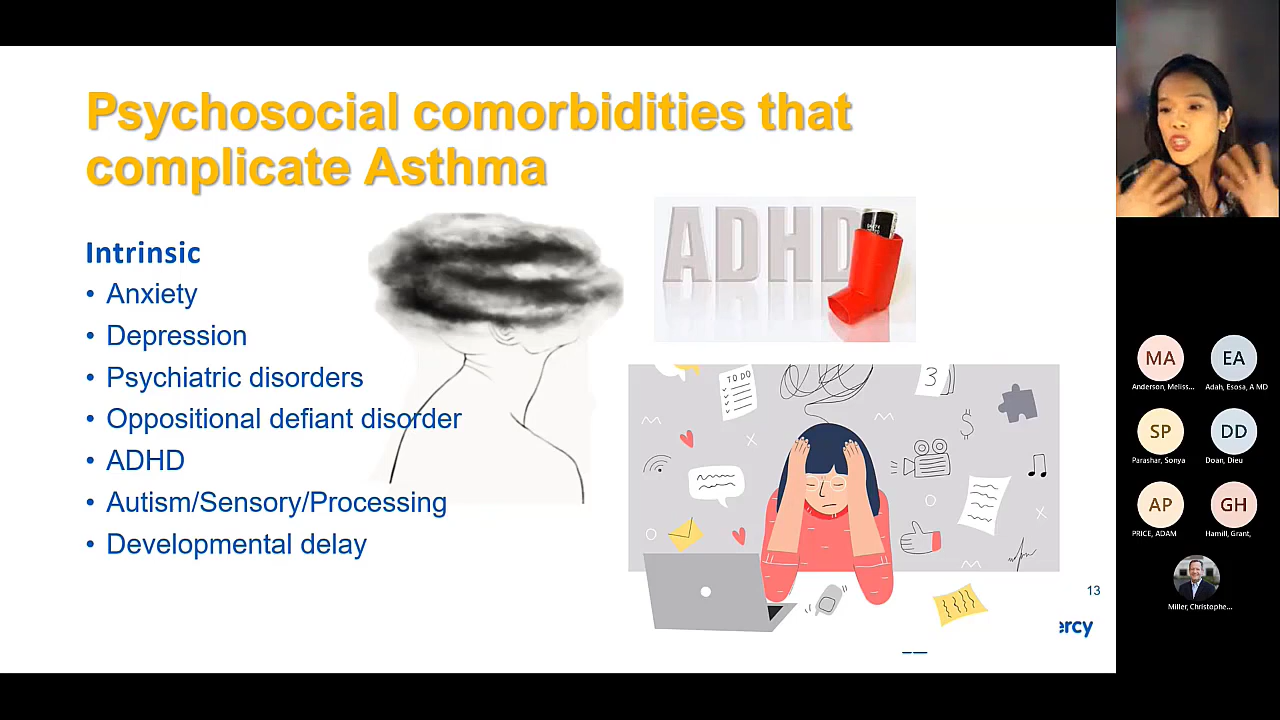 Psychosocial comorbidities that
complicate Asthma
Intrinsic
• Anxiety
• Depression
• Psychiatric disorders
• Oppositional defiant disorder
• ADHD
• Autism/Sensory/Processing
• Developmental delay
ADHD
TO DO
3
$
13
ercy
MA
Anderson, Meliss...
EA
Adah, Esosa, A MD
SP
Parashar, Sonya
DD
Doan, Dieu
AP
PRICE, ADAM
GH
Hamill, Grant,
Miller, Christophe...